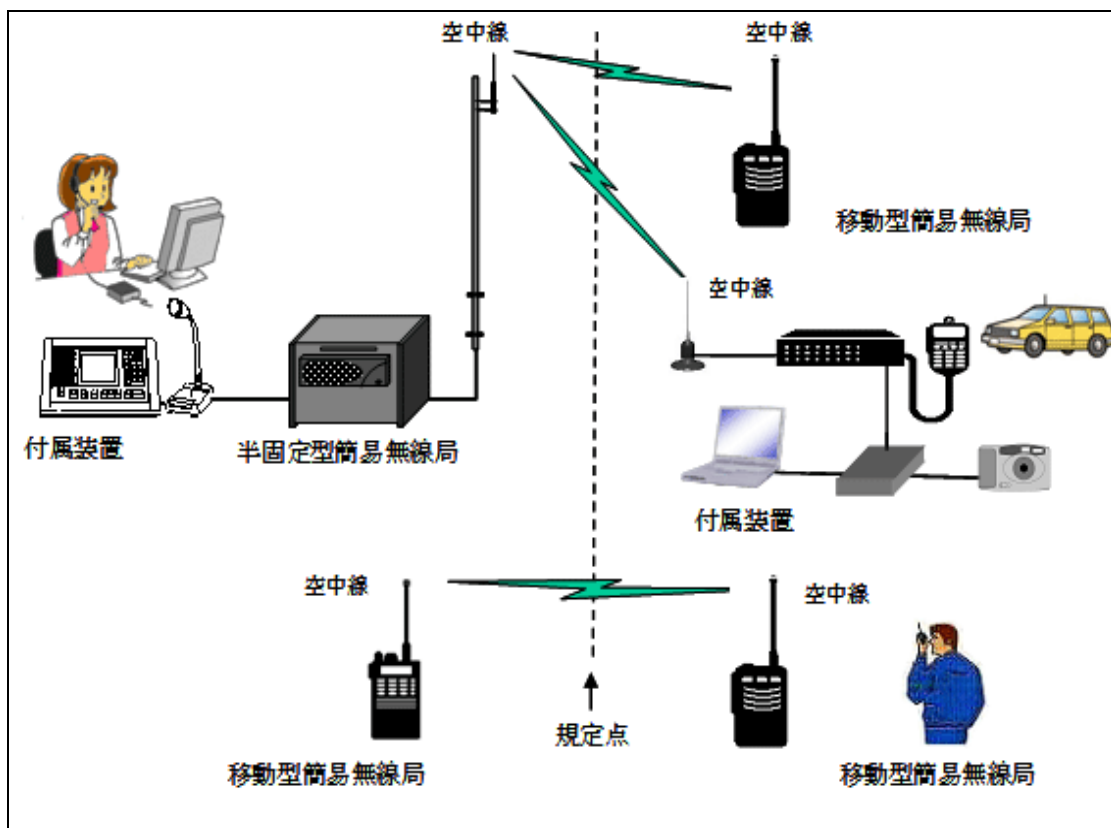 空中線
空中線
移動型簡易無線局
空中線
付属装置
半固定型簡易無線局
付属装置
空中線
空中線
規定点
移動型簡易無線局
移動型簡易無線局